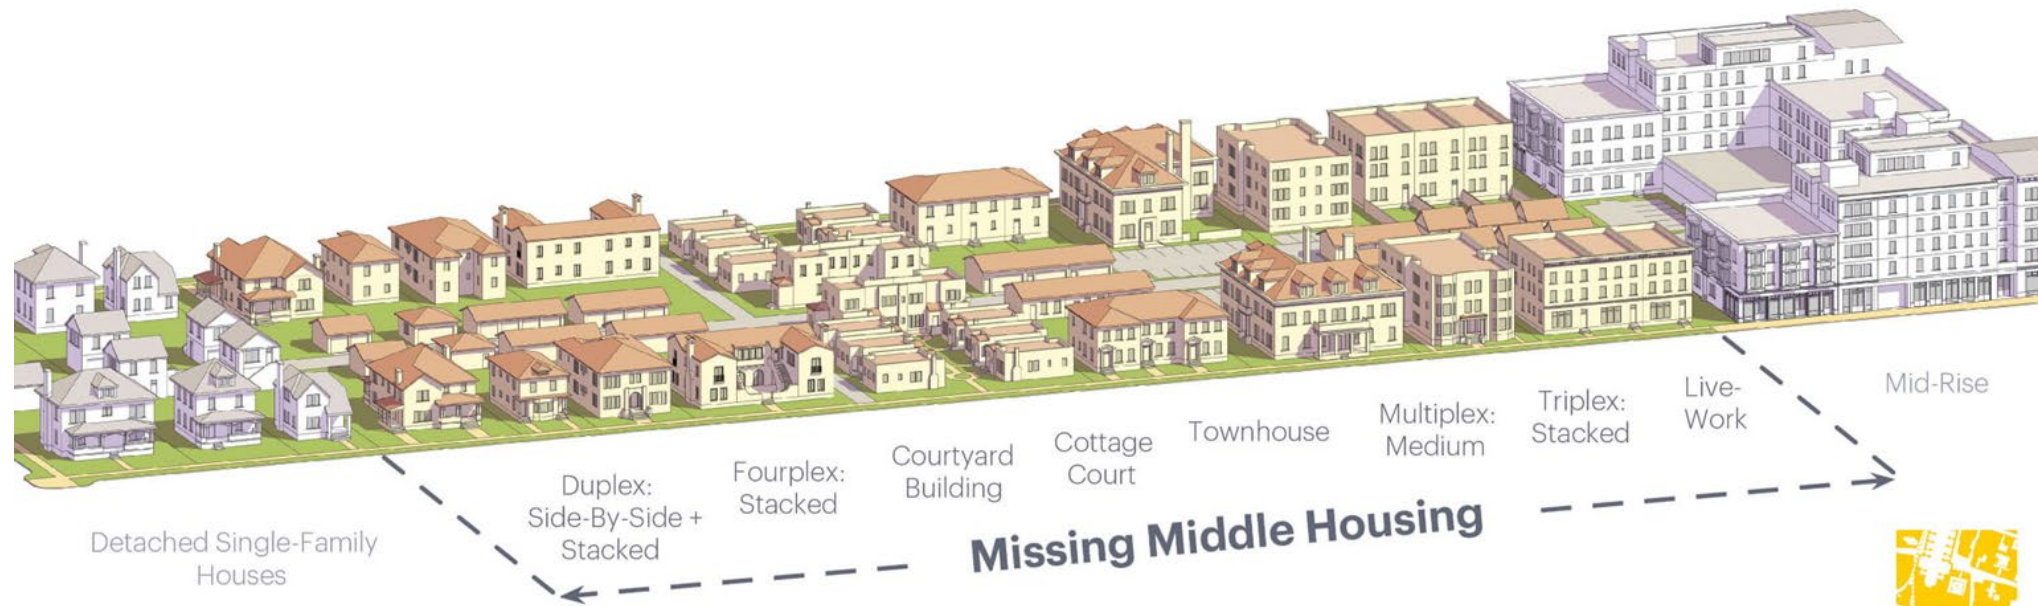 Detached Single-Family
Houses
Duplex:
Side-By-Side +
Stacked
Fourplex:
Stacked
Courtyard
Building
Cottage
Court
Townhouse
Multiplex:
Medium
Triplex:
Stacked
Live-
Work
Mid-Rise
Missing Middle Housing